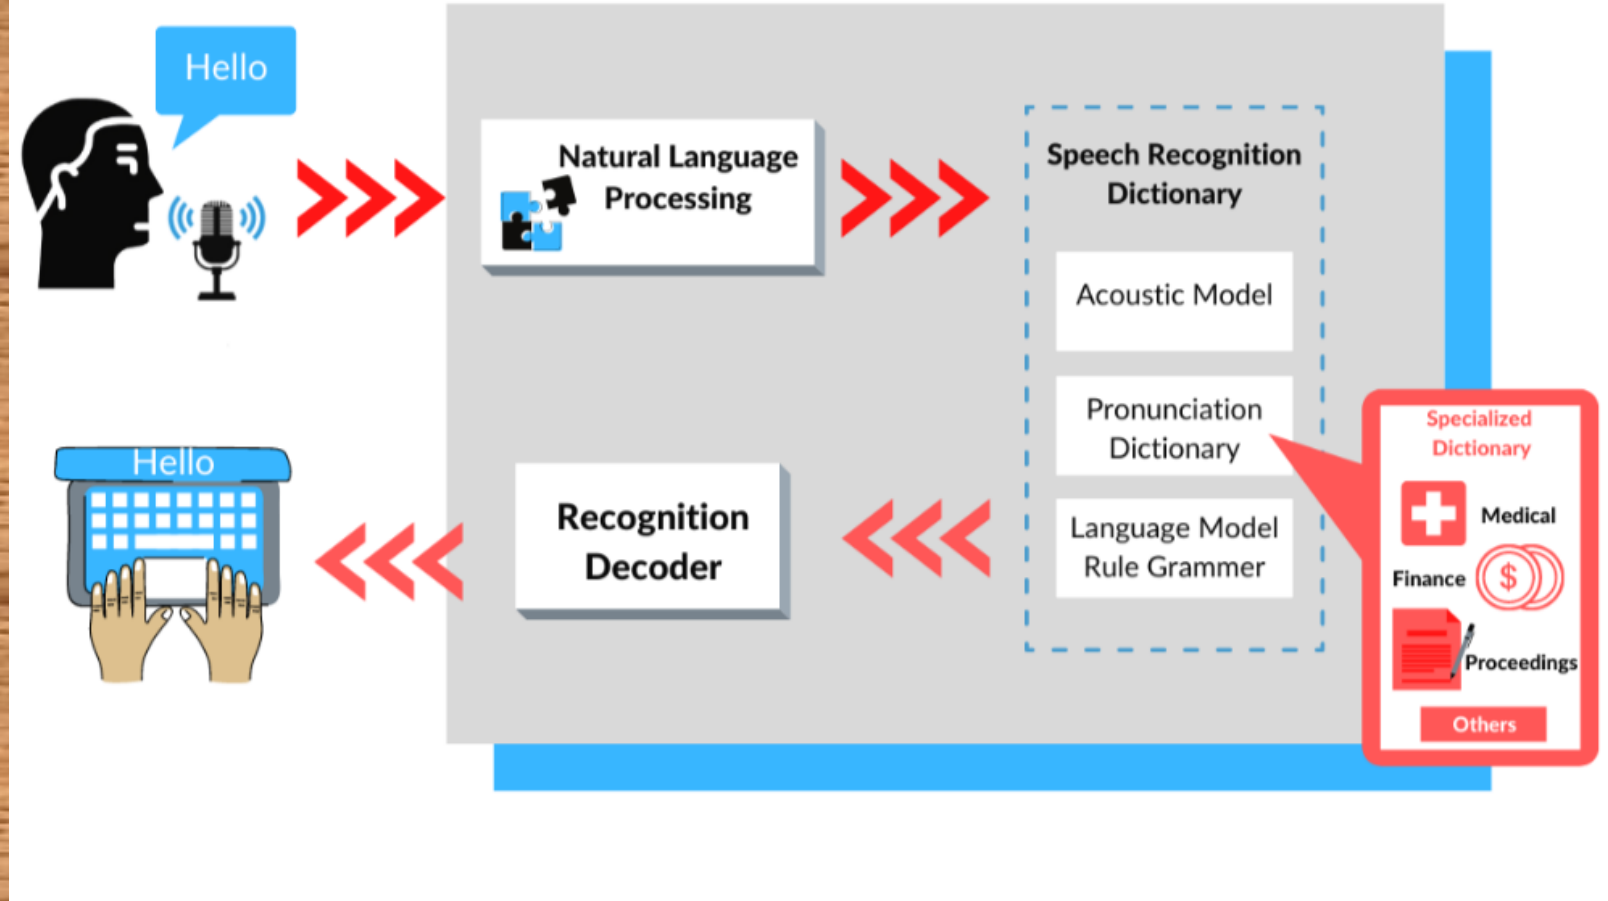 Hello
Natural Language
Processing
Speech Recognition
Dictionary
Acoustic Model
Pronunciation
Dictionary
Language Model
Rule Grammer
Specialized
Dictionary
Medical
Finance
$
Proceedings
Others
Recognition
Decoder
Hello